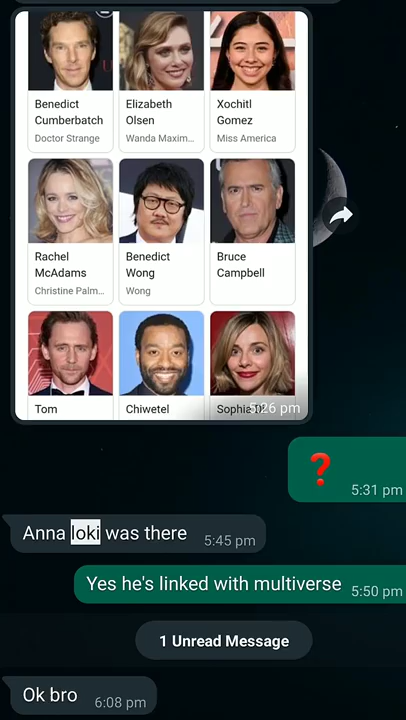 Benedict
Cumberbatch
Doctor Strange
Elizabeth
Olsen
Wanda Maxim...
Xochitl
Gomez
Miss America
Rachel
McAdams
Christine Palm...
Benedict
Wong
Wong
Bruce
Campbell
Tom
Chiwetel
Sophia
5:26 pm
?
5:31 pm
Anna loki was there 5:45 pm
Yes he's linked with multiverse 5:50 pm
1 Unread Message
Ok bro 6:08 pm